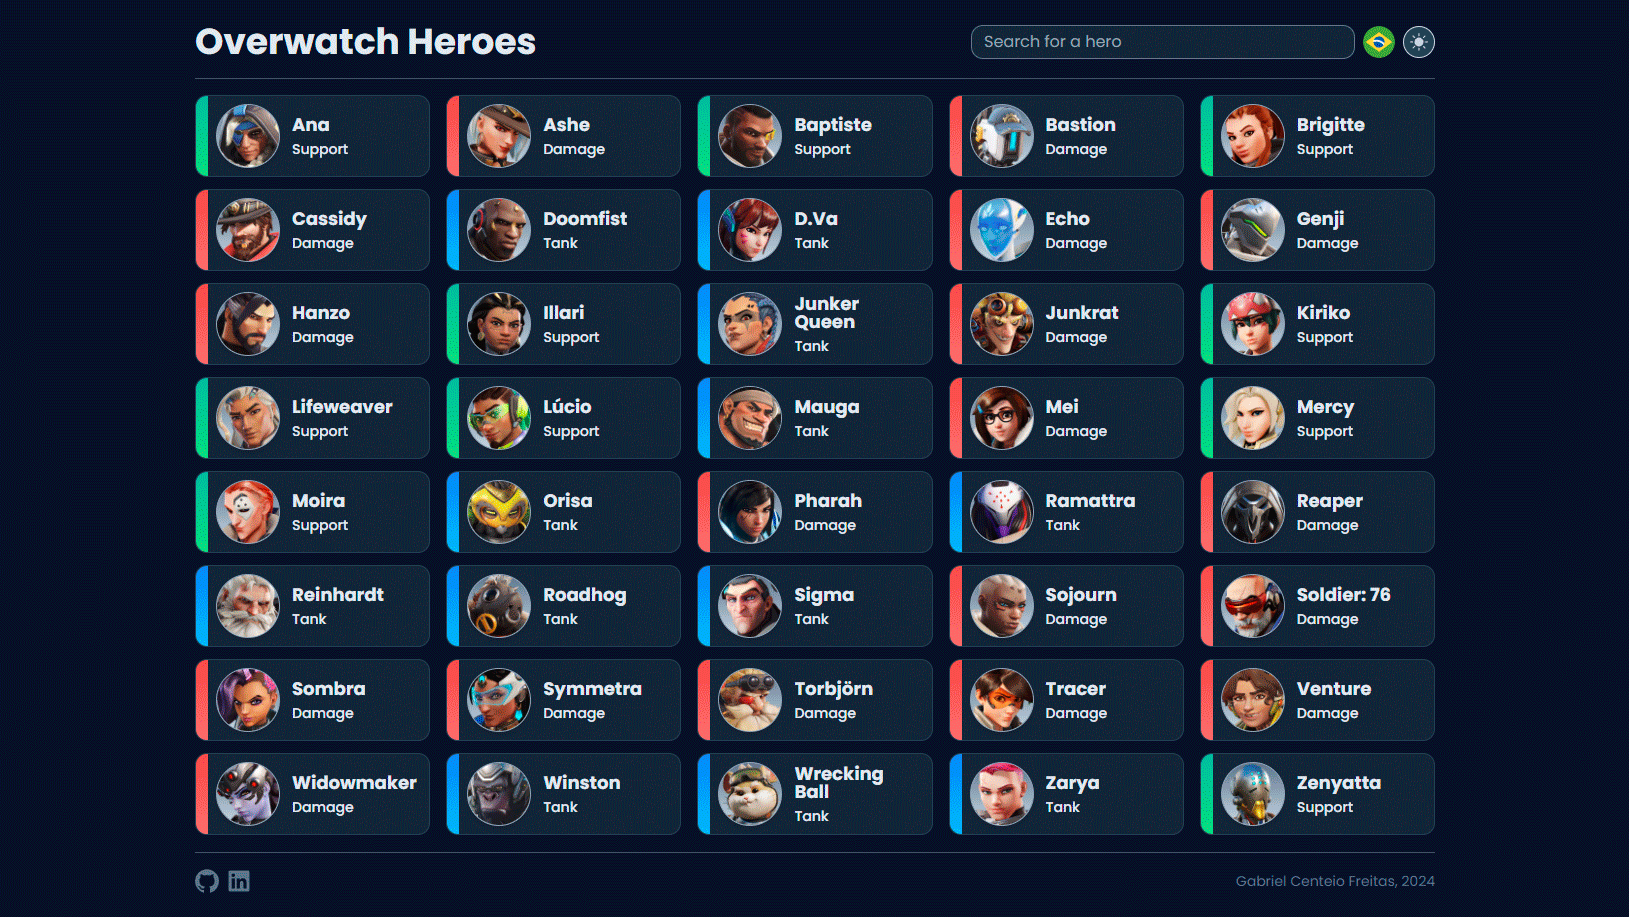 Overwatch Heroes
Search for a hero
Ana
Support
Ashe
Damage
Baptiste
Support
Bastion
Damage
Brigitte
Support
Cassidy
Damage
Doomfist
Tank
D.Va
Tank
Echo
Damage
Genji
Damage
Hanzo
Damage
Illari
Support
Junker
Queen
Tank
Junkrat
Damage
Kiriko
Support
Lifeweaver
Support
Lúcio
Support
Mauga
Tank
Mei
Damage
Mercy
Support
Moira
Support
Orisa
Tank
Pharah
Damage
Ramattra
Tank
Reaper
Damage
Reinhardt
Tank
Roadhog
Tank
Sigma
Tank
Sojourn
Damage
Soldier: 76
Damage
Sombra
Damage
Symmetra
Damage
Torbjörn
Damage
Tracer
Damage
Venture
Damage
Widowmaker
Damage
Winston
Tank
Wrecking
Ball
Tank
Zarya
Tank
Zenyatta
Support
in
Gabriel Centeio Freitas, 2024